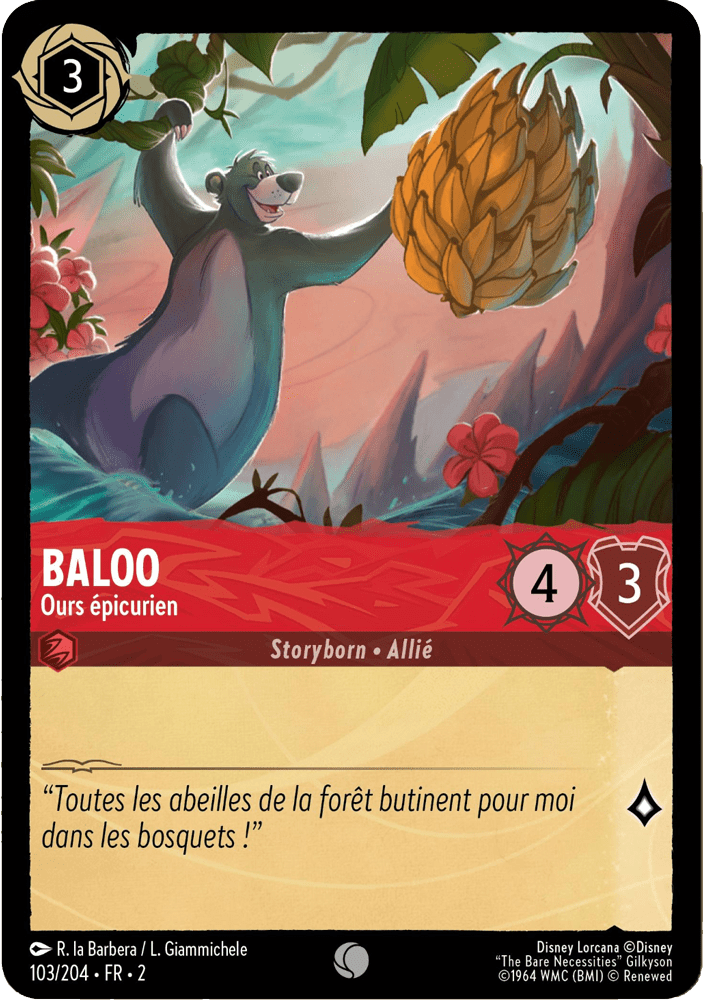 3
BALOO
Ours épicurien
4
3
Storyborn • Allié
“Toutes les abeilles de la forêt butinent pour moi
dans les bosquets !”
R. la Barbera / L. Giammichele
103/204 • FR • 2
Disney Lorcana ©Disney
“The Bare Necessities” Gilkyson
©1964 WMC (BMI) © Renewed